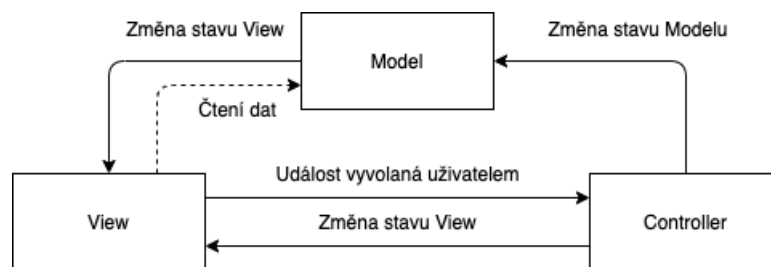 Změna stavu View
Změna stavu Modelu
Model
Čtení dat
Událost vyvolaná uživatelem
View
Controller
Změna stavu View